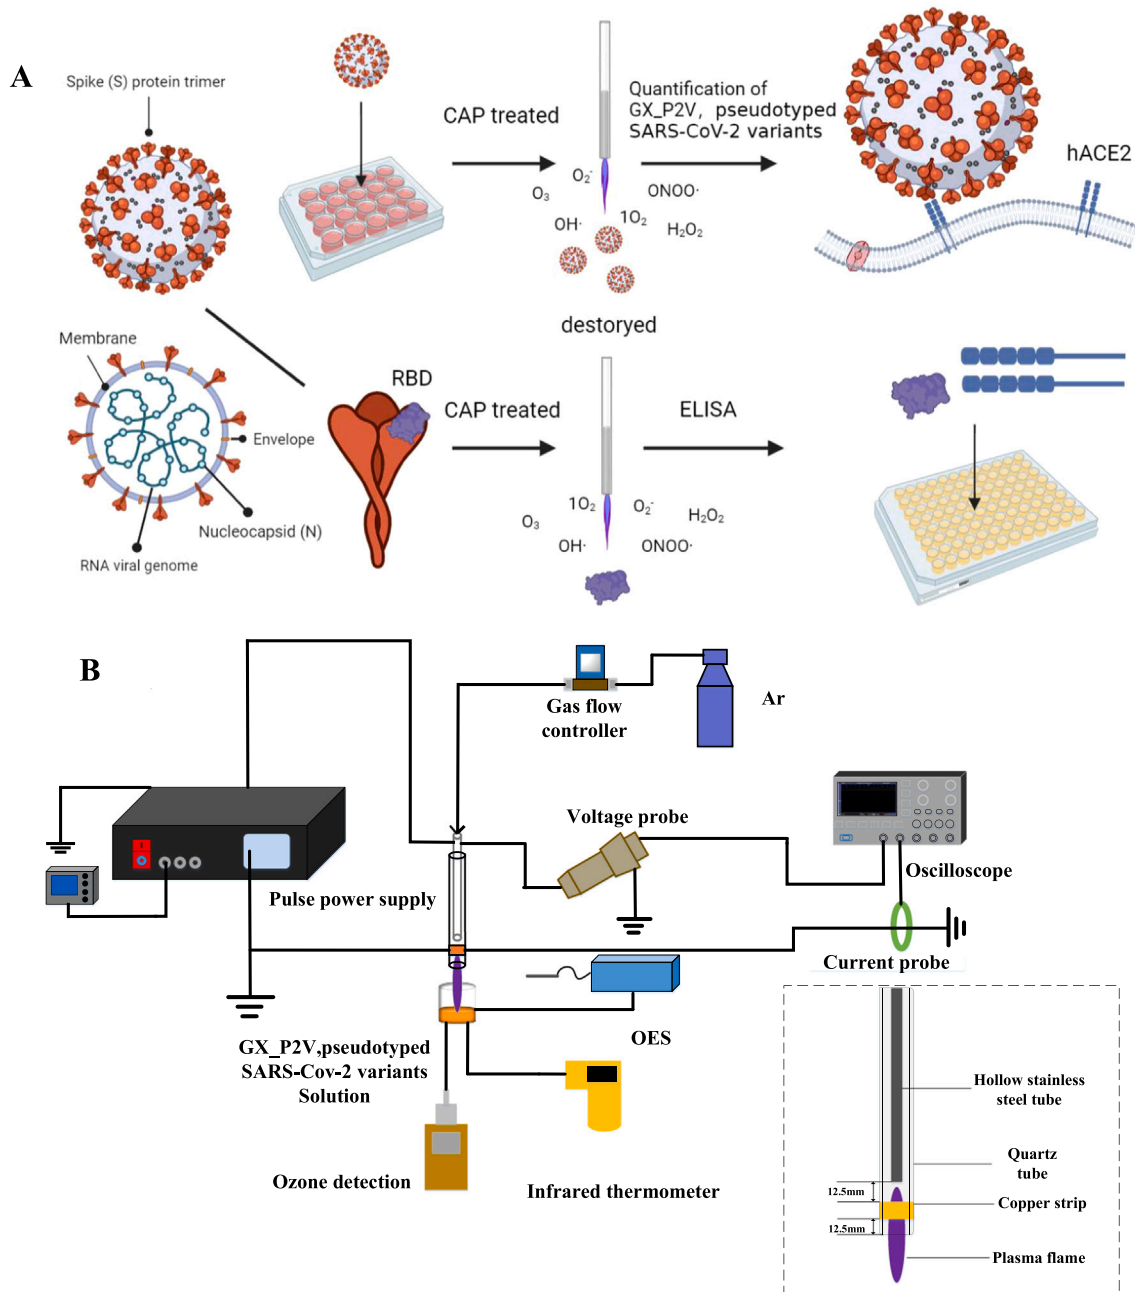 A
Spike (S) protein trimer
CAP treated
Quantification of
GX_P2V, pseudotyped
SARS-CoV-2 variants
hACE2
O₃
O₂⁻
ONOO·
OH·
1O₂
H₂O₂
destoryed
Membrane
RBD
CAP treated
ELISA
Envelope
Nucleocapsid (N)
RNA viral genome
O₃
1O₂
O₂⁻
H₂O₂
OH·
ONOO·
B
Gas flow
controller
Ar
Voltage probe
Oscilloscope
Pulse power supply
Current probe
OES
GX_P2V,pseudotyped
SARS-Cov-2 variants
Solution
Ozone detection
Infrared thermometer
Hollow stainless
steel tube
Quartz
tube
12.5mm
Copper strip
12.5mm
Plasma flame